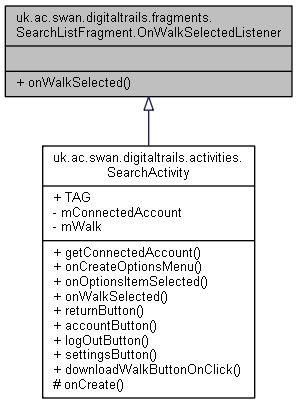 uk.ac.swan.digitaltrails.fragments.
SearchListFragment.OnWalkSelectedListener
+ onWalkSelected()
uk.ac.swan.digitaltrails.activities.
SearchActivity
+ TAG
- mConnectedAccount
- mWalk
+ getConnectedAccount()
+ onCreateOptionsMenu()
+ onOptionsItemSelected()
+ onWalkSelected()
+ returnButton()
+ accountButton()
+ logOutButton()
+ settingsButton()
+ downloadWalkButtonOnClick()
# onCreate()